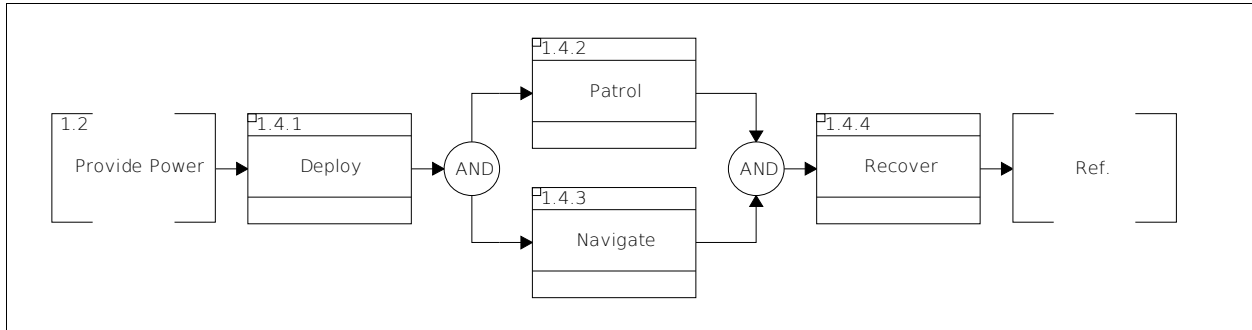 1.2
Provide Power
1.4.1
Deploy
AND
1.4.2
Patrol
1.4.3
Navigate
AND
1.4.4
Recover
Ref.